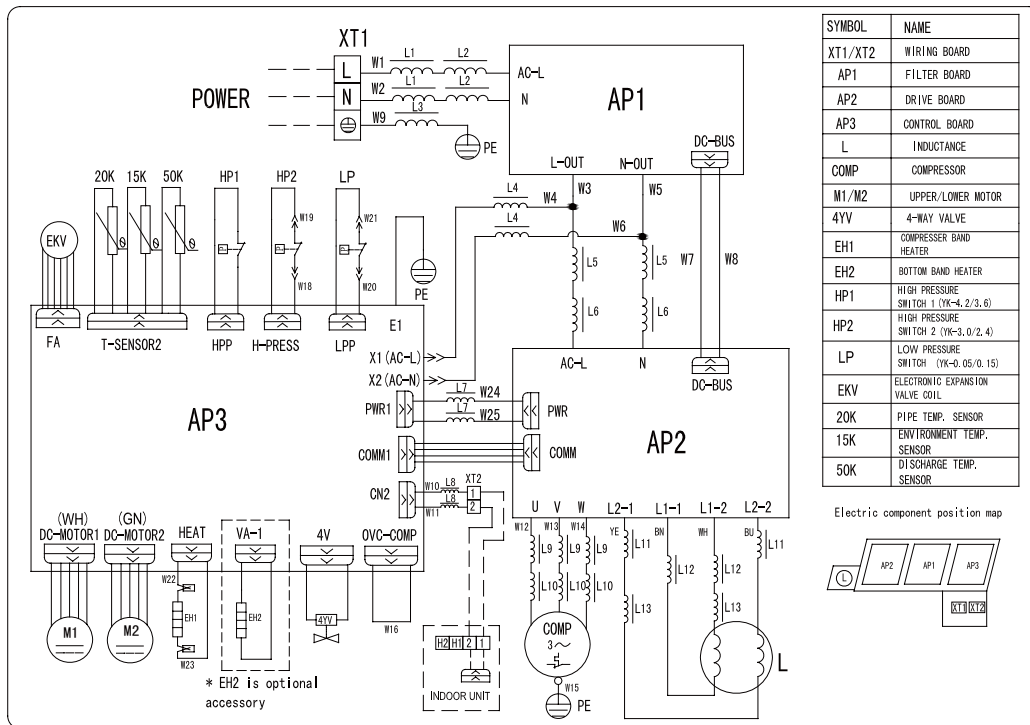 XT1
POWER
L
N
W1
L1
L2
W2
L1
L2
W9
L3
PE
AC-L
N
AP1
DC-BUS
L-OUT
N-OUT
W3
W5
L4
W4
L4
W6
W7
W8
L5
L5
L6
L6
20K 15K 50K
HP1
HP2
LP
W19
W21
W18
W20
EKV
PE
FA
T-SENSOR2
HPP
H-PRESS
LPP
E1
X1 (AC-L)
X2 (AC-N)
AP3
L7
W24
L7
W25
PWR1
PWR
COMM1
COMM
CN2
W10
L8
L8
W11
XT2
1
2
AC-L
N
DC-BUS
AP2
U V W L2-1 L1-1 L1-2 L2-2
W12
W13
W14
YE
BN
WH
BU
L9
L9
L9
L10
L10
L10
L11
L12
L12
L11
L13
L13
COMP
3
W15
PE
L
(WH)
DC-MOTOR1
(GN)
DC-MOTOR2
HEAT
VA-1
4V
OVC-COMP
W22
EH1
W23
EH2
4YV
W16
M1
M2
* EH2 is optional
accessory
H2 H1 2 1
INDOOR UNIT
SYMBOL NAME
XT1/XT2 WIRING BOARD
AP1 FILTER BOARD
AP2 DRIVE BOARD
AP3 CONTROL BOARD
L INDUCTANCE
COMP COMPRESSOR
M1/M2 UPPER/LOWER MOTOR
4YV 4-WAY VALVE
EH1 COMPRESSER BAND
HEATER
EH2 BOTTOM BAND HEATER
HP1 HIGH PRESSURE
SWITCH 1 (YK-4.2/3.6)
HP2 HIGH PRESSURE
SWITCH 2 (YK-3.0/2.4)
LP LOW PRESSURE
SWITCH (YK-0.05/0.15)
EKV ELECTRONIC EXPANSION
VALVE COIL
20K PIPE TEMP. SENSOR
15K ENVIRONMENT TEMP.
SENSOR
50K DISCHARGE TEMP.
SENSOR
Electric component position map
L
AP2
AP1
AP3
XT1 XT2